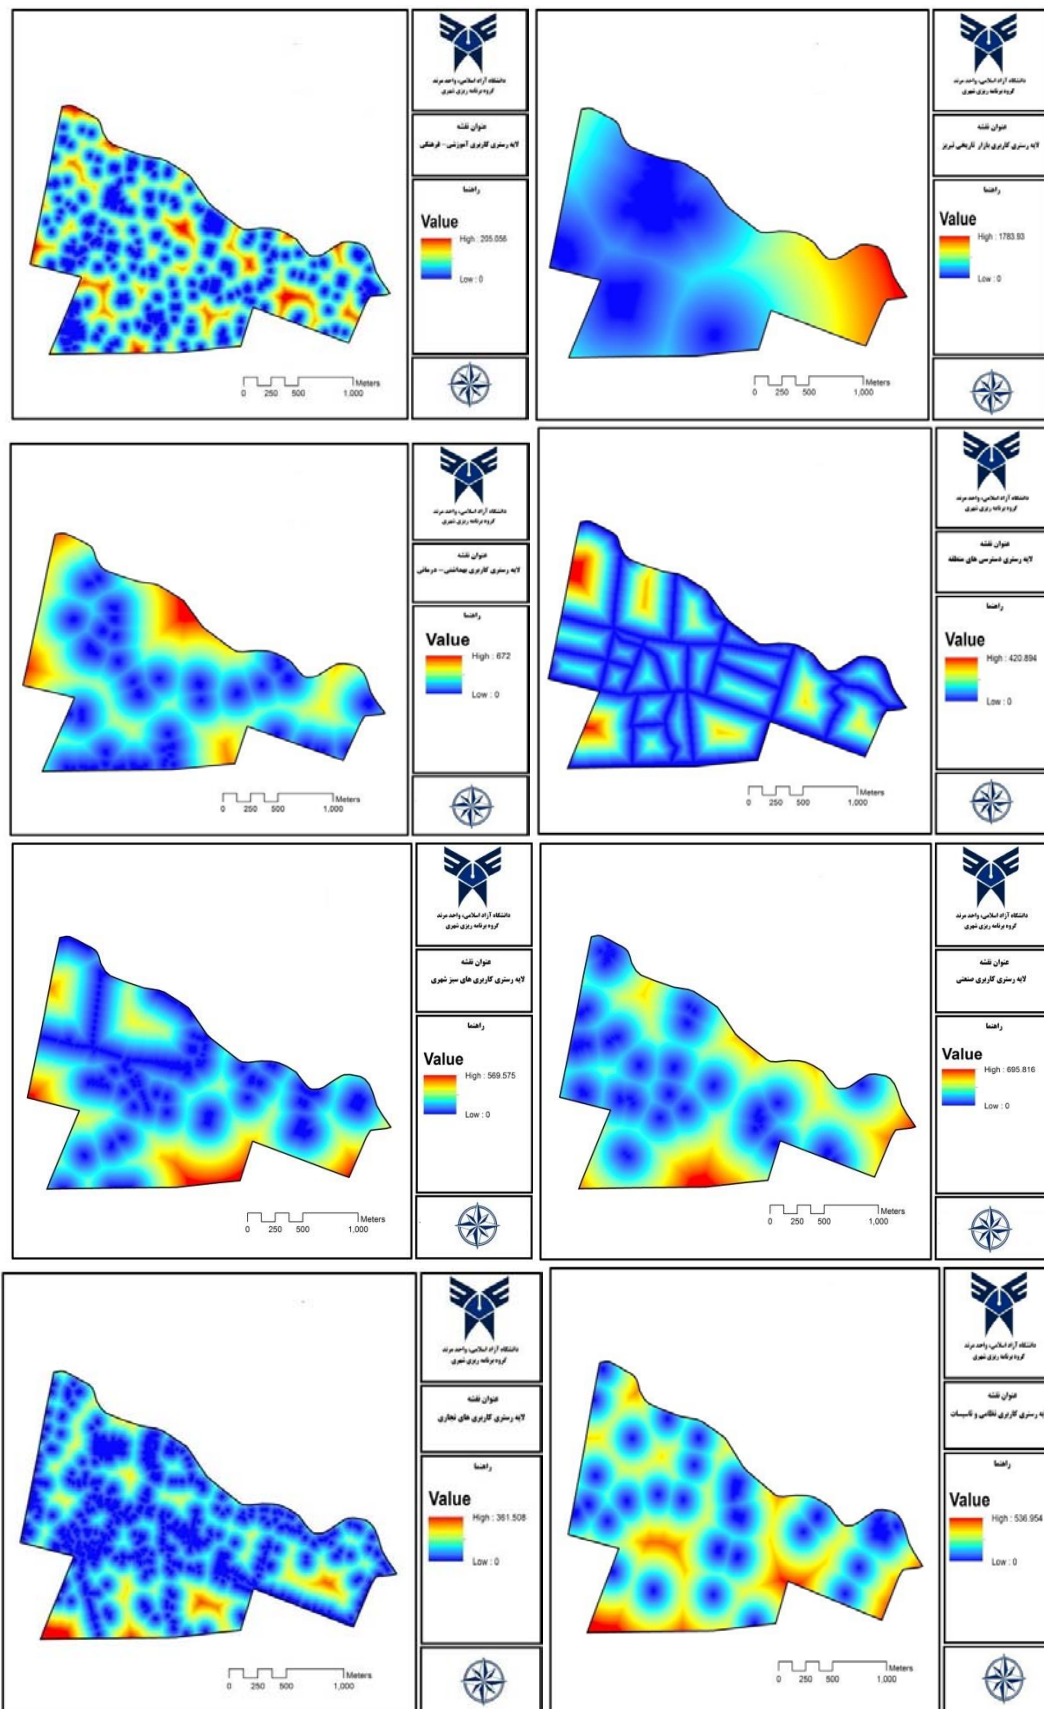 دانشگاه آزاد اسلامی، واحد مرند
گروه برنامه ریزی شهری
عنوان نقشه
لایه رستری کاربری آموزشی - فرهنگی
راهنما
Value
High : 205.056
Low : 0
Meters
0 250 500 1,000
دانشگاه آزاد اسلامی، واحد مرند
گروه برنامه ریزی شهری
عنوان نقشه
لایه رستری کاربری بازار تاریخی تبریز
راهنما
Value
High : 1783.93
Low : 0
Meters
0 250 500 1,000
دانشگاه آزاد اسلامی، واحد مرند
گروه برنامه ریزی شهری
عنوان نقشه
لایه رستری کاربری بهداشتی - درمانی
راهنما
Value
High : 672
Low : 0
Meters
0 250 500 1,000
دانشگاه آزاد اسلامی، واحد مرند
گروه برنامه ریزی شهری
عنوان نقشه
لایه رستری دسترسی های منطقه
راهنما
Value
High : 420.894
Low : 0
Meters
0 250 500 1,000
دانشگاه آزاد اسلامی، واحد مرند
گروه برنامه ریزی شهری
عنوان نقشه
لایه رستری کاربری های سبز شهری
راهنما
Value
High : 569.575
Low : 0
Meters
0 250 500 1,000
دانشگاه آزاد اسلامی، واحد مرند
گروه برنامه ریزی شهری
عنوان نقشه
لایه رستری کاربری صنعتی
راهنما
Value
High : 695.816
Low : 0
Meters
0 250 500 1,000
دانشگاه آزاد اسلامی، واحد مرند
گروه برنامه ریزی شهری
عنوان نقشه
لایه رستری کاربری های تجاری
راهنما
Value
High : 361.508
Low : 0
Meters
0 250 500 1,000
دانشگاه آزاد اسلامی، واحد مرند
گروه برنامه ریزی شهری
عنوان نقشه
یه رستری کاربری نظامی و تاسیسات
راهنما
Value
High : 536.954
Low : 0
Meters
0 250 500 1,000